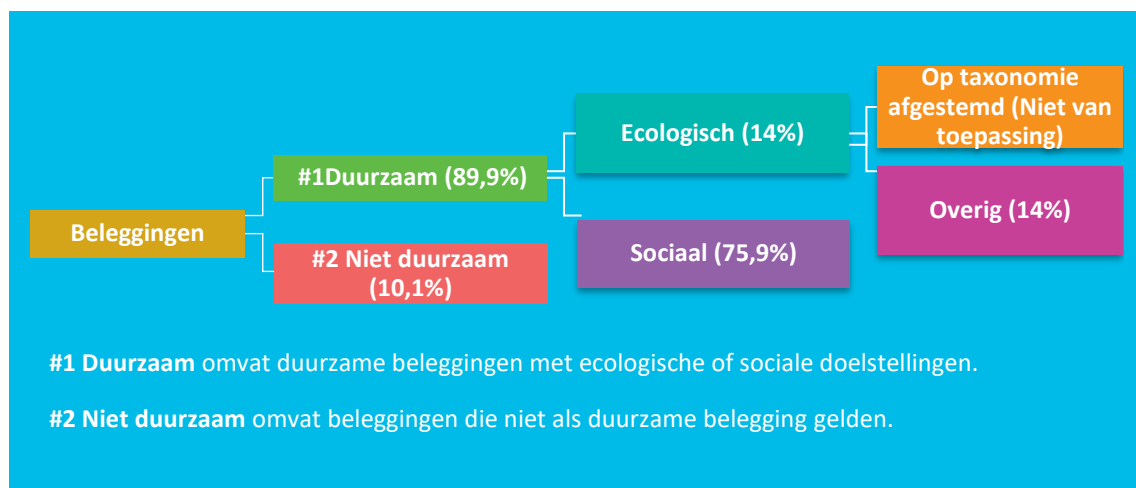 Beleggingen
#1Duurzaam (89,9%)
#2 Niet duurzaam
(10,1%)
Ecologisch (14%)
Sociaal (75,9%)
Op taxonomie
afgestemd (Niet van
toepassing)
Overig (14%)
#1 Duurzaam omvat duurzame beleggingen met ecologische of sociale doelstellingen.
#2 Niet duurzaam omvat beleggingen die niet als duurzame belegging gelden.